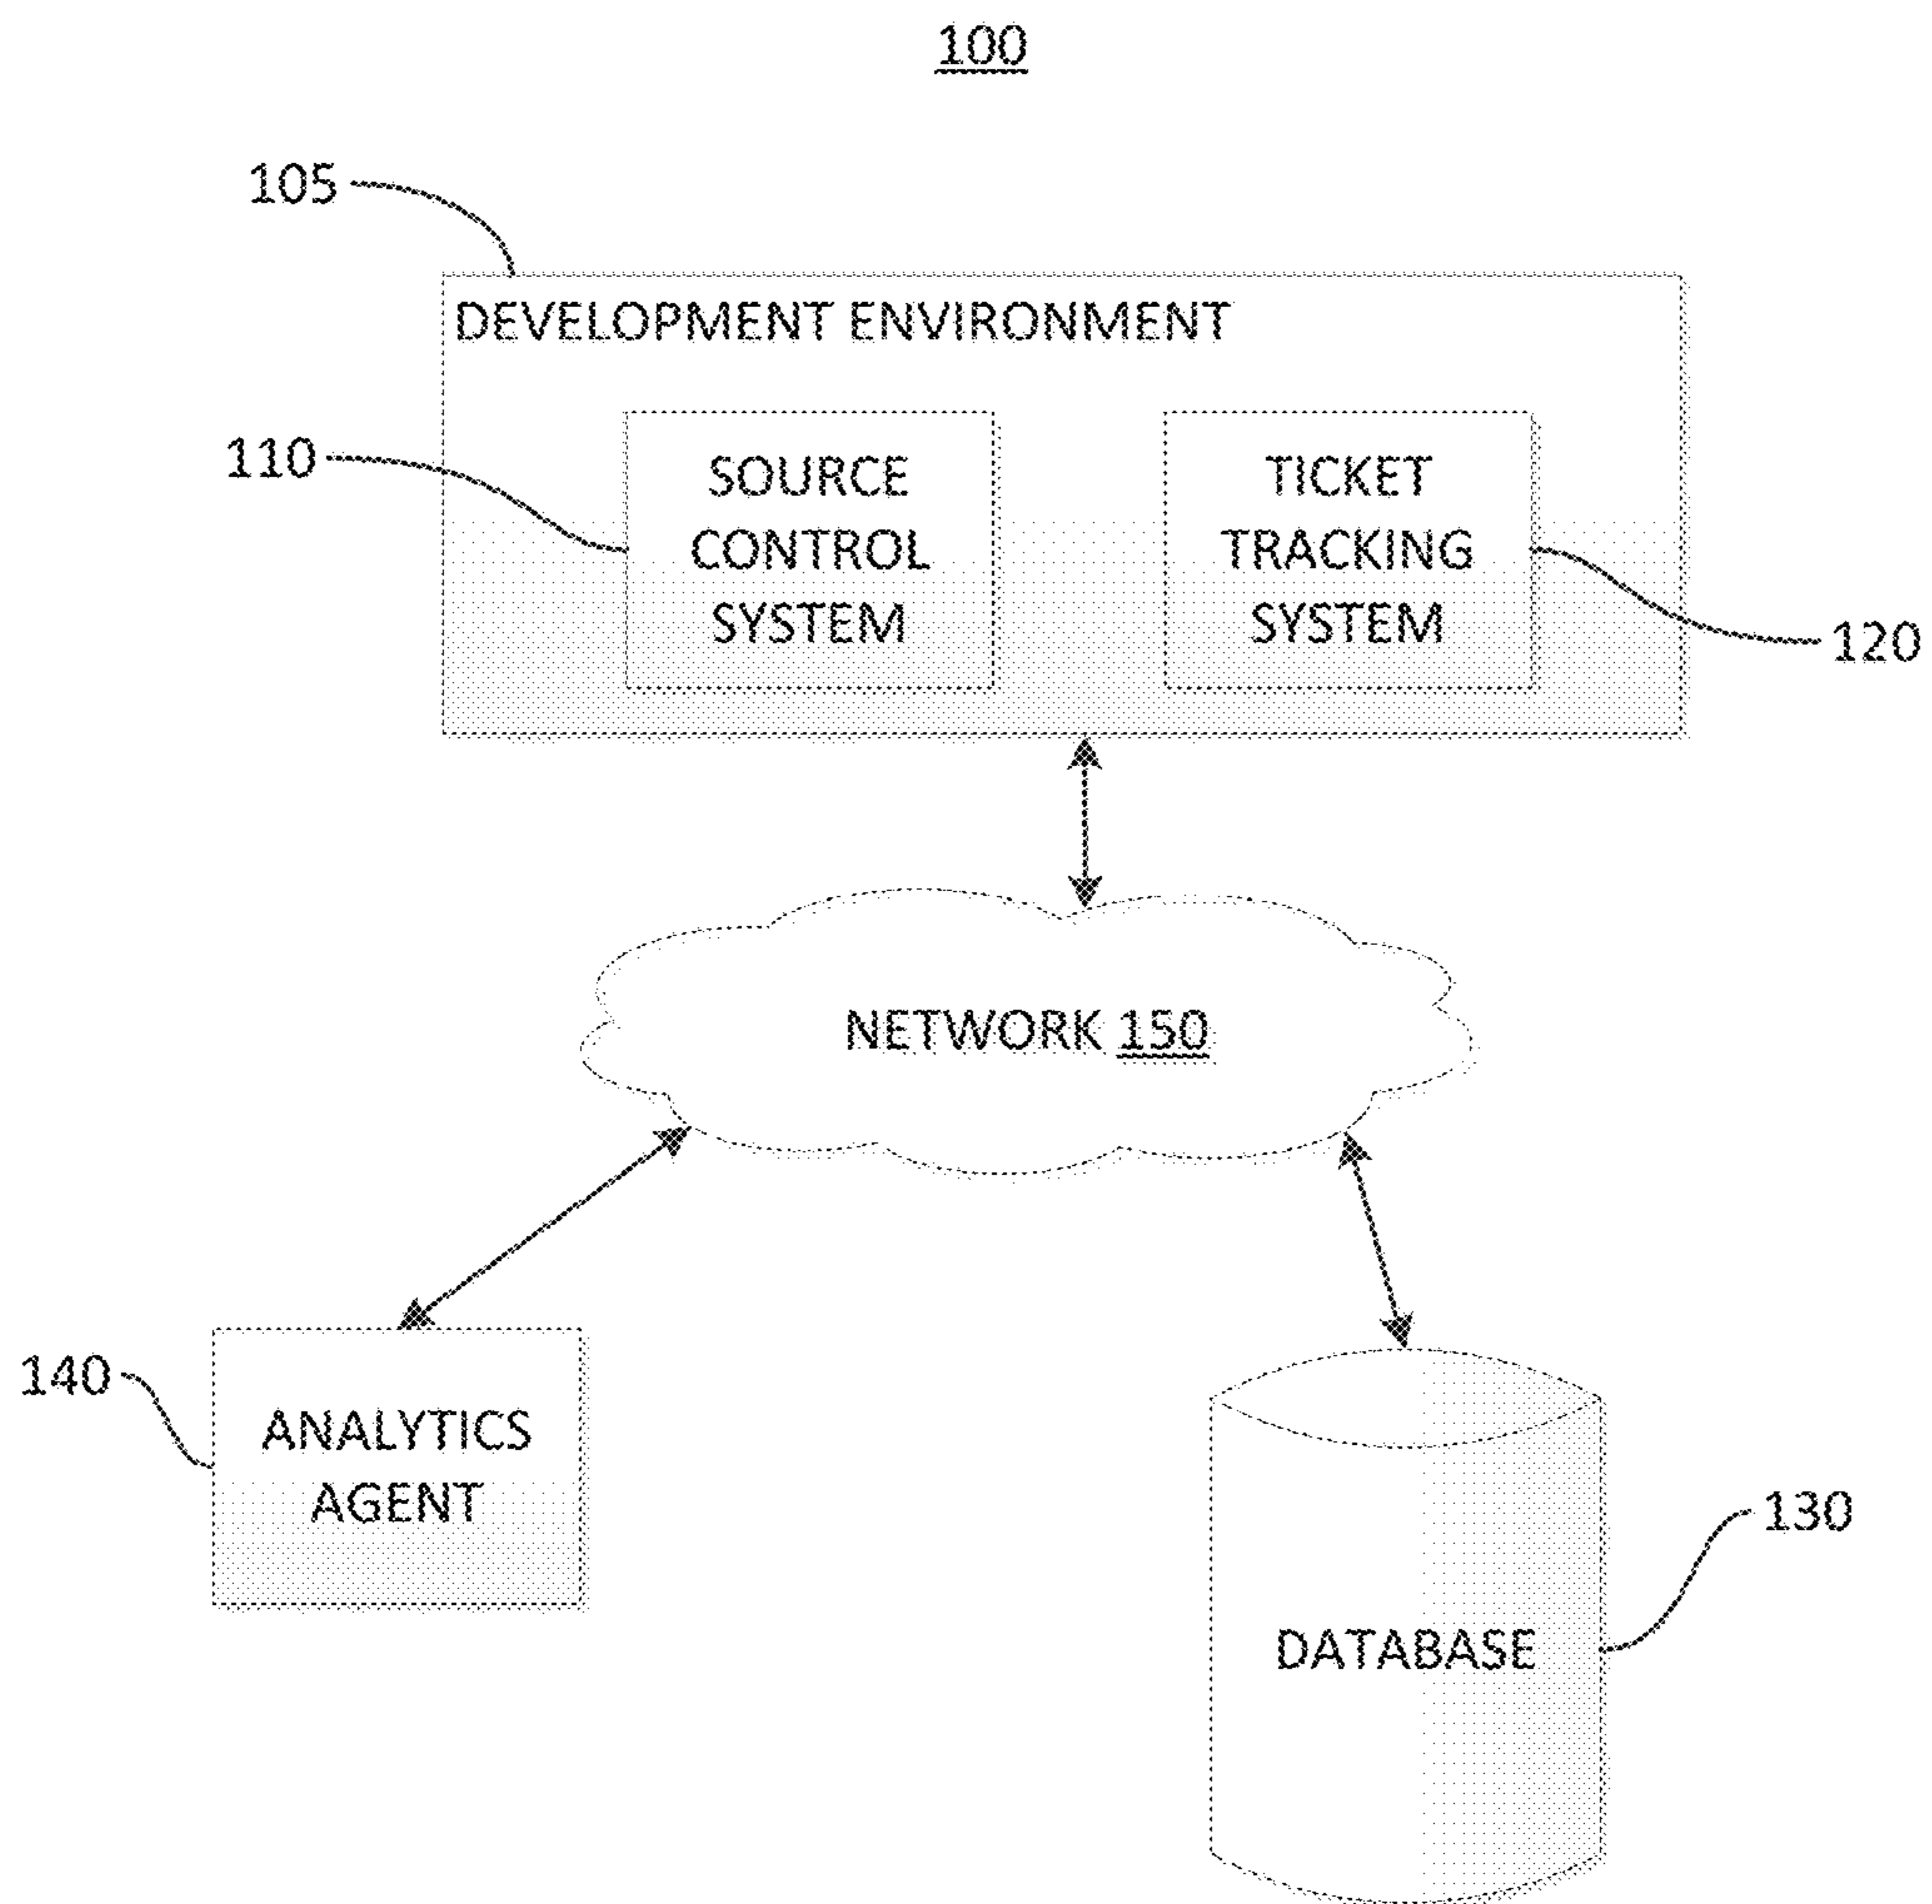 100
105
DEVELOPMENT ENVIRONMENT
110
SOURCE
CONTROL
SYSTEM
TICKET
TRACKING
SYSTEM
120
NETWORK 150
140
ANALYTICS
AGENT
130
DATABASE